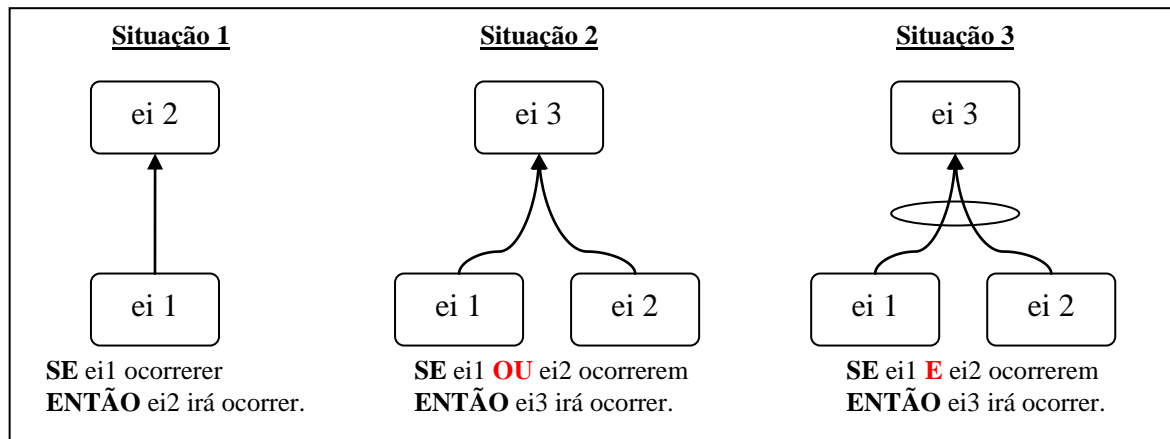 Situação 1
ei 2
ei 1
SE ei1 ocorrerer
ENTÃO ei2 irá ocorrer.
Situação 2
ei 3
ei 1 ei 2
SE ei1 OU ei2 ocorrerem
ENTÃO ei3 irá ocorrer.
Situação 3
ei 3
ei 1 ei 2
SE ei1 E ei2 ocorrerem
ENTÃO ei3 irá ocorrer.